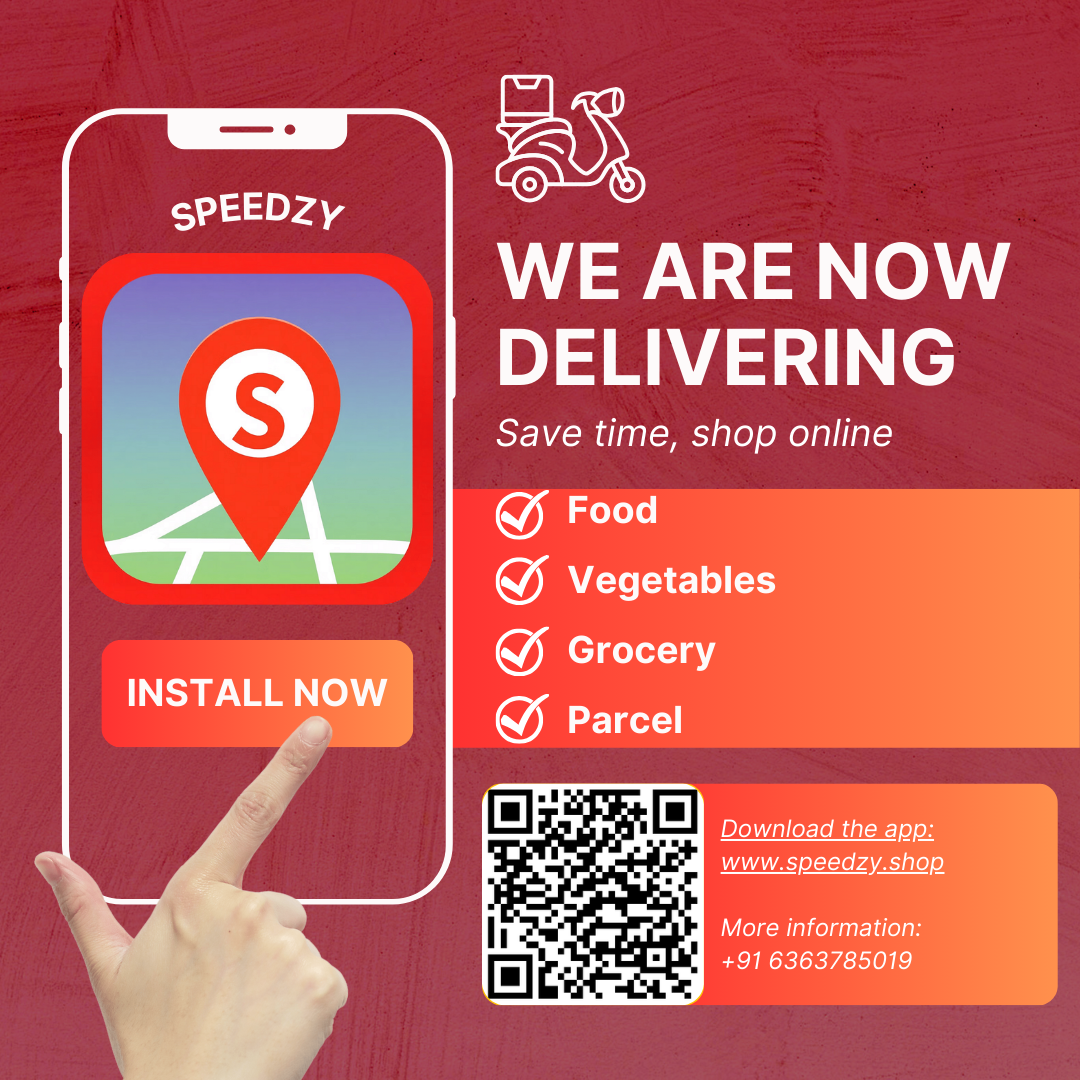 SPEEDZY
S
INSTALL NOW
WE ARE NOW
DELIVERING
Save time, shop online
Food
Vegetables
Grocery
Parcel
Download the app:
www.speedzy.shop
More information:
+91 6363785019